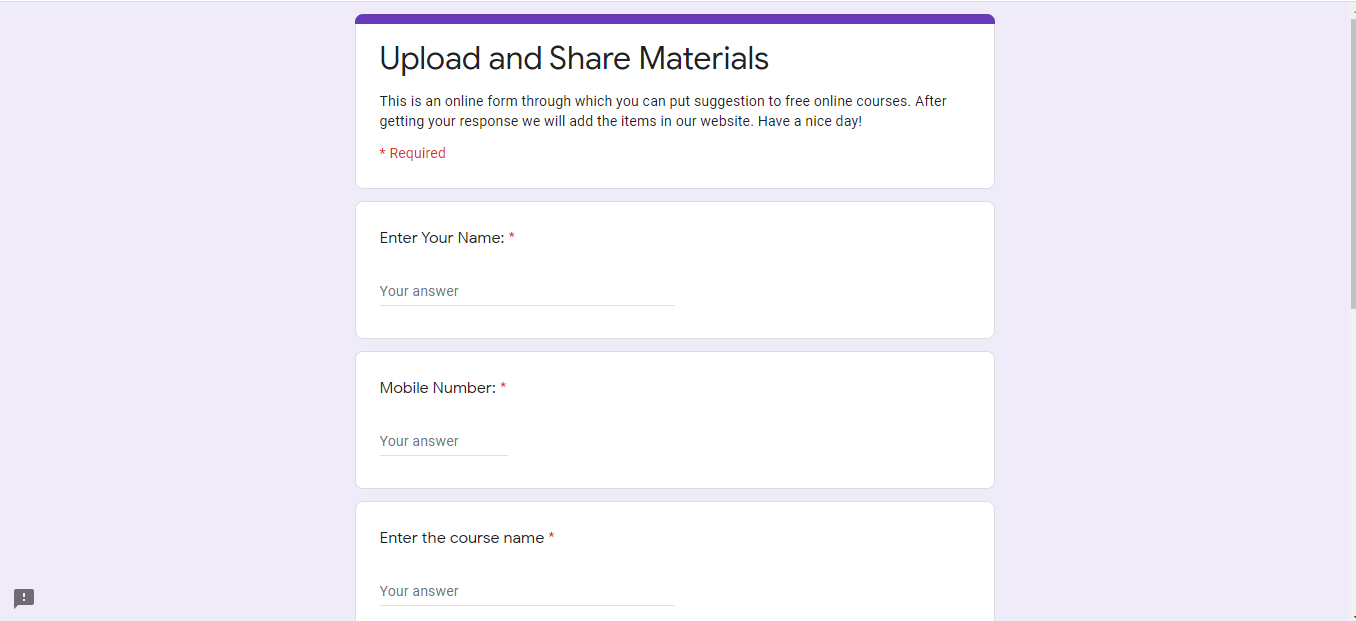 Upload and Share Materials
This is an online form through which you can put suggestion to free online courses. After
getting your response we will add the items in our website. Have a nice day!
* Required
Enter Your Name: *
Your answer
Mobile Number: *
Your answer
Enter the course name *
Your answer